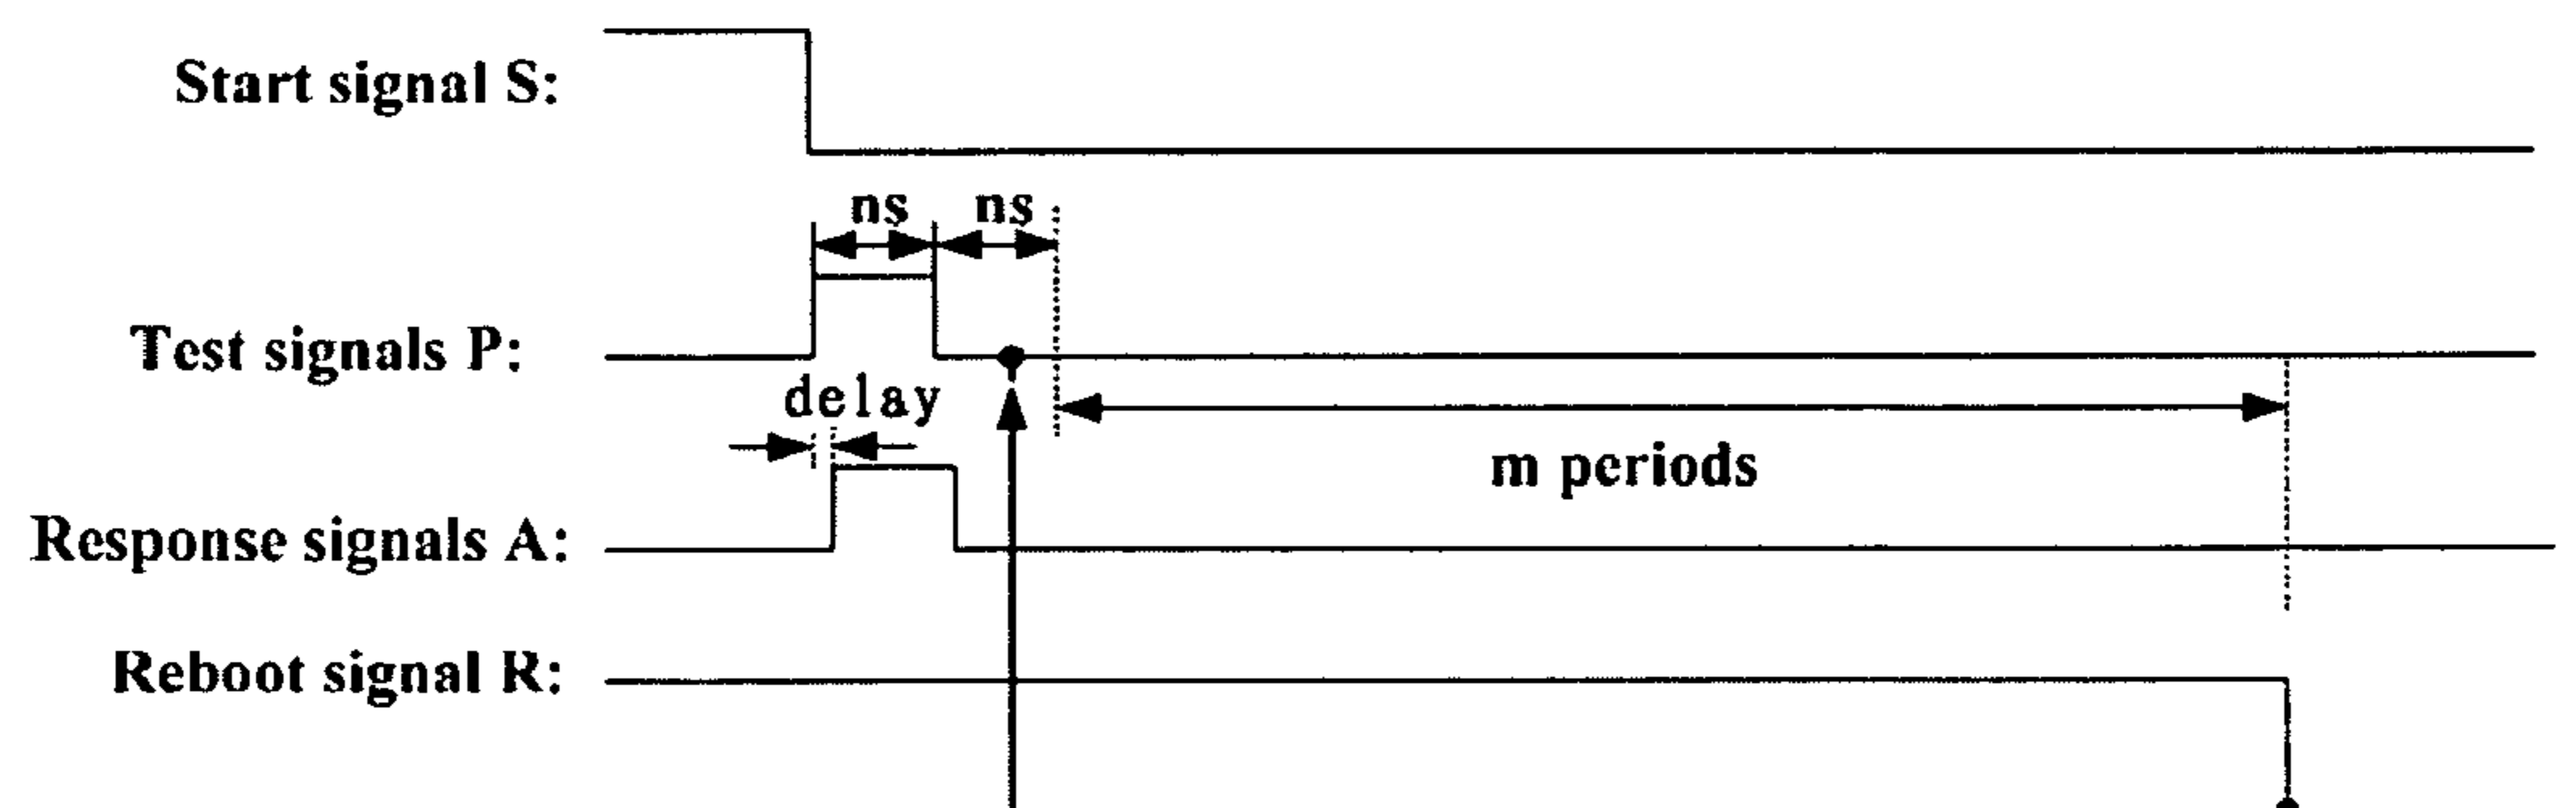 Start signal S:
ns ns
Test signals P:
delay
m periods
Response signals A:
Reboot signal R: